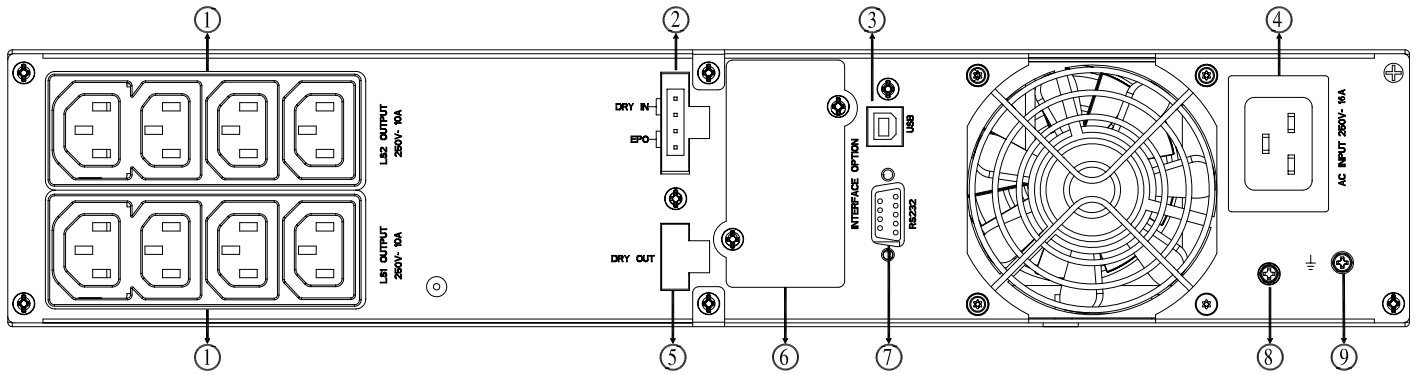 1
2
3
4
LS2 OUTPUT
250V~ 10A
DRY IN
EPO
INTERFACE OPTION
USB
AC INPUT 250V~ 16A
LS1 OUTPUT
250V~ 10A
DRY OUT
RS232
1
5
6
7
8
9